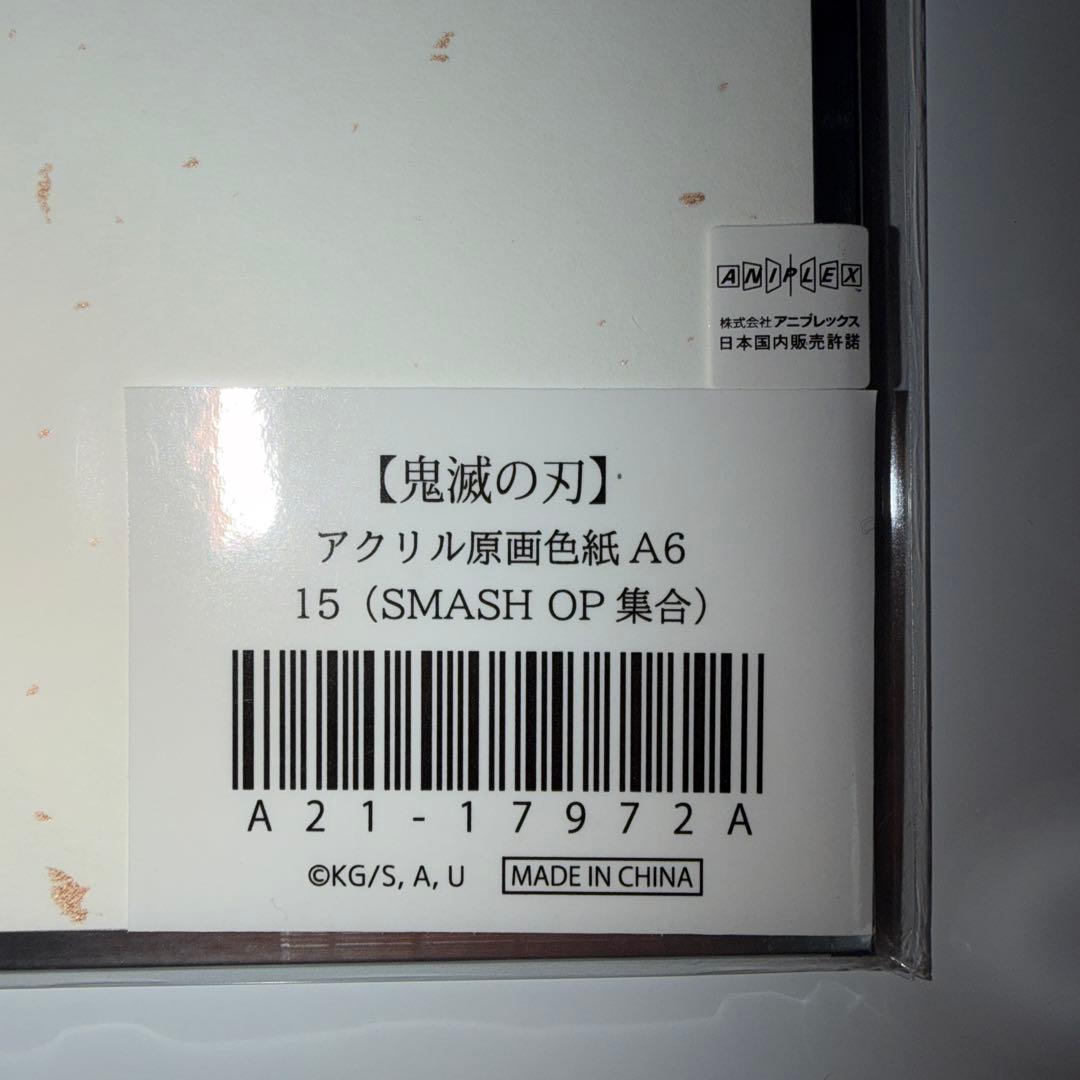 ANIPLEX™
株式会社アニプレックス
日本国内販売許諾
【鬼滅の刃】
アクリル原画色紙 A6
15（SMASH OP 集合）
A21-17972A
©KG/S, A, U
MADE IN CHINA